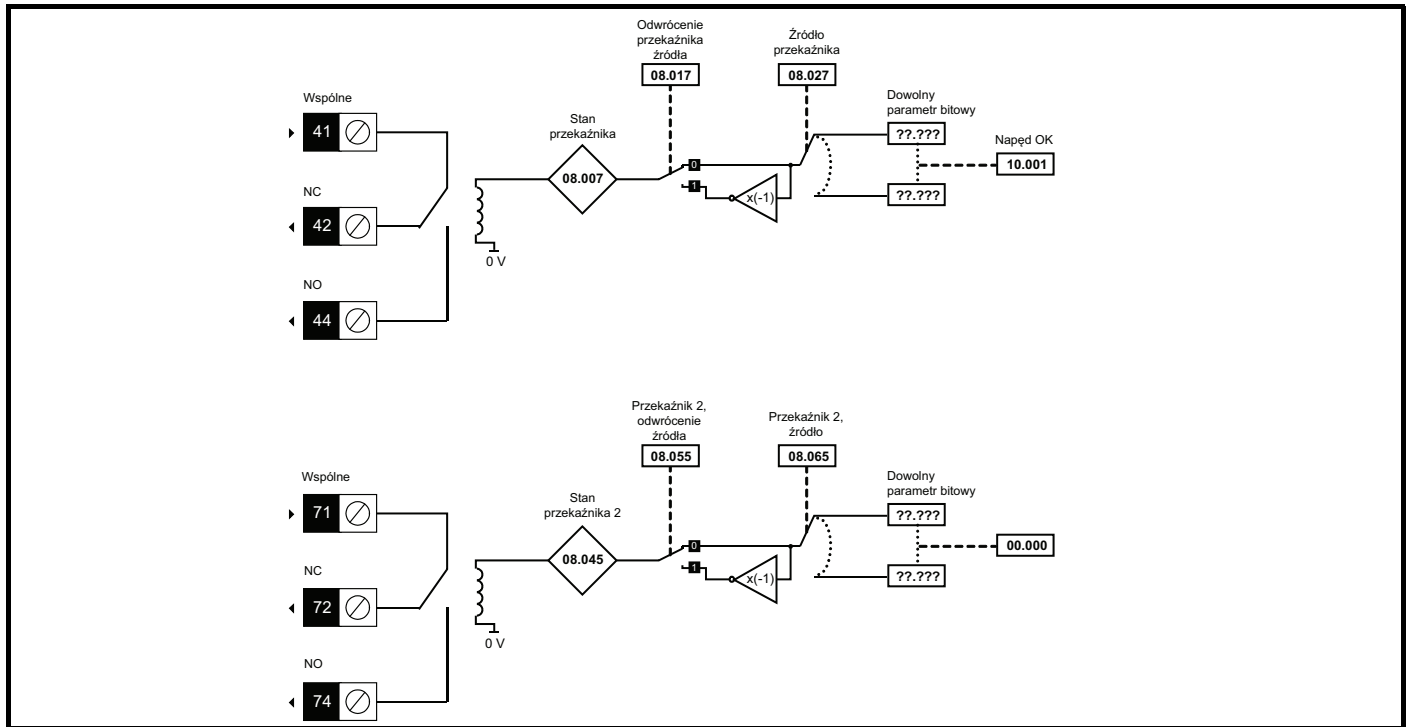 Odwrócenie
przekaźnika
źródła
08.017
Źródło
przekaźnika
08.027
Wspólne
41
Stan
przekaźnika
08.007
0
1
x(-1)
Dowolny
parametr bitowy
??.???
??.???
Napęd OK
10.001
NC
42
0 V
NO
44
Przekaźnik 2,
odwrócenie
źródła
08.055
Przekaźnik 2,
źródło
08.065
Wspólne
71
Stan
przekaźnika 2
08.045
0
1
x(-1)
Dowolny
parametr bitowy
??.???
??.???
00.000
NC
72
0 V
NO
74